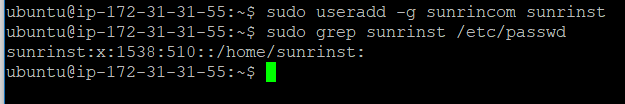 ubuntu@ip-172-31-31-55:~$ sudo useradd -g sunrincom sunrinst
ubuntu@ip-172-31-31-55:~$ sudo grep sunrinst /etc/passwd
sunrinst:x:1538:510::/home/sunrinst:
ubuntu@ip-172-31-31-55:~$